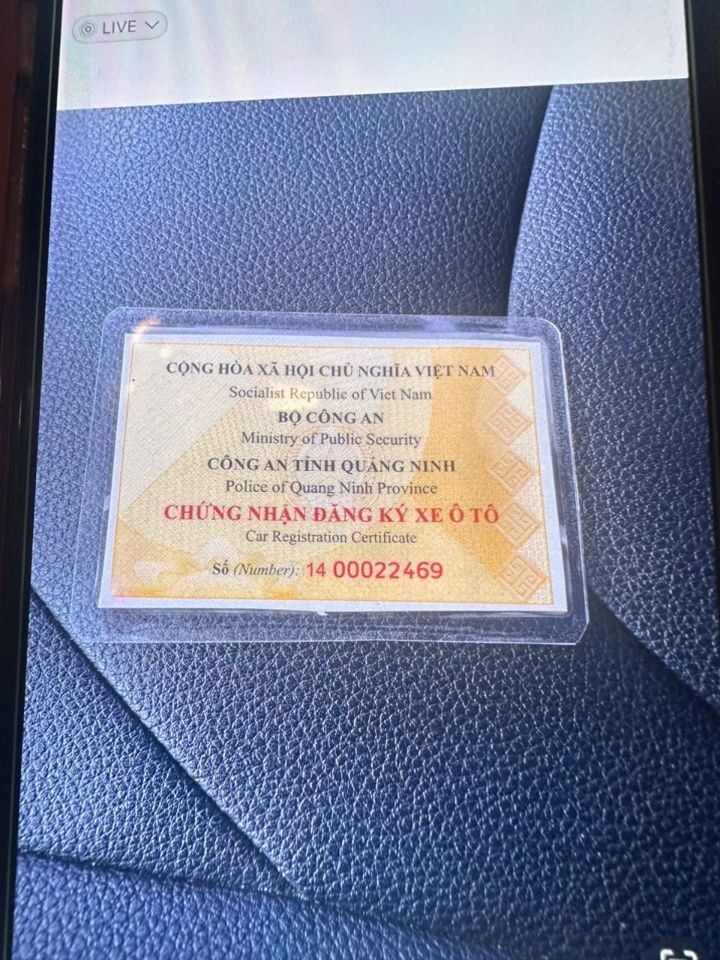 LIVE
CỘNG HÒA XÃ HỘI CHỦ NGHĨA VIỆT NAM
Socialist Republic of Viet Nam
BỘ CÔNG AN
Ministry of Public Security
CÔNG AN TỈNH QUẢNG NINH
Police of Quang Ninh Province
CHỨNG NHẬN ĐĂNG KÝ XE Ô TÔ
Car Registration Certificate
Số (Number): 14 00022469